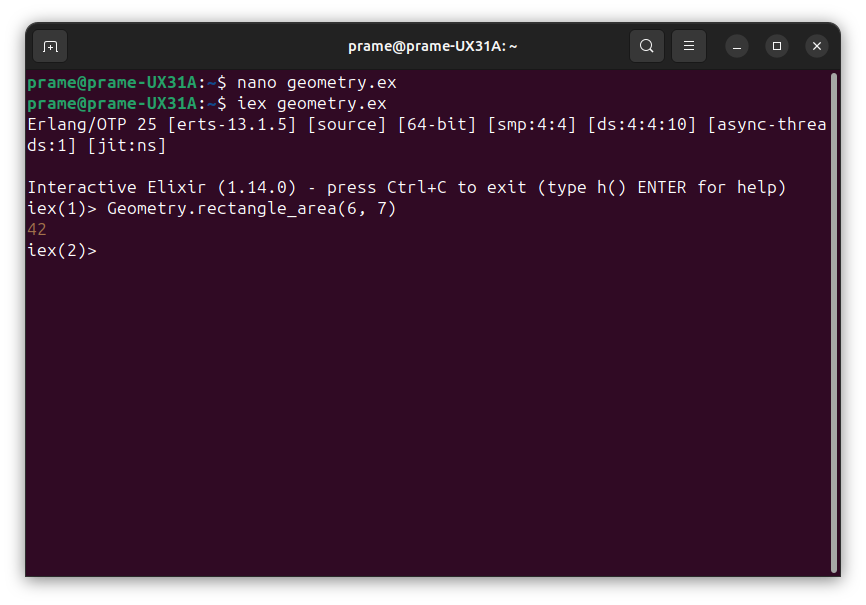 prame@prame-UX31A: ~
prame@prame-UX31A:~$ nano geometry.ex
prame@prame-UX31A:~$ iex geometry.ex
Erlang/OTP 25 [erts-13.1.5] [source] [64-bit] [smp:4:4] [ds:4:4:10] [async-threa
ds:1] [jit:ns]
Interactive Elixir (1.14.0) - press Ctrl+C to exit (type h() ENTER for help)
iex(1)> Geometry.rectangle_area(6, 7)
42
iex(2)>